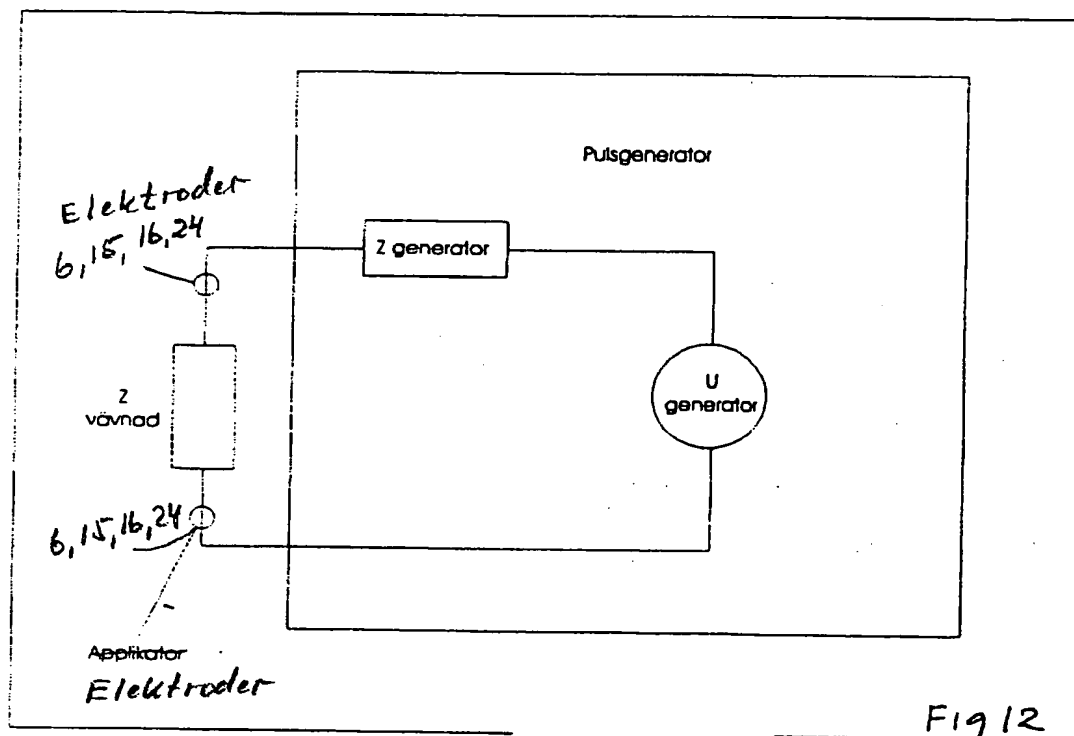 Pulsgenerator
Elektroder
6, 15, 16, 24
Z generator
U
generator
Z
vävnad
6, 15, 16, 24
Applikator
Elektroder
Fig 12